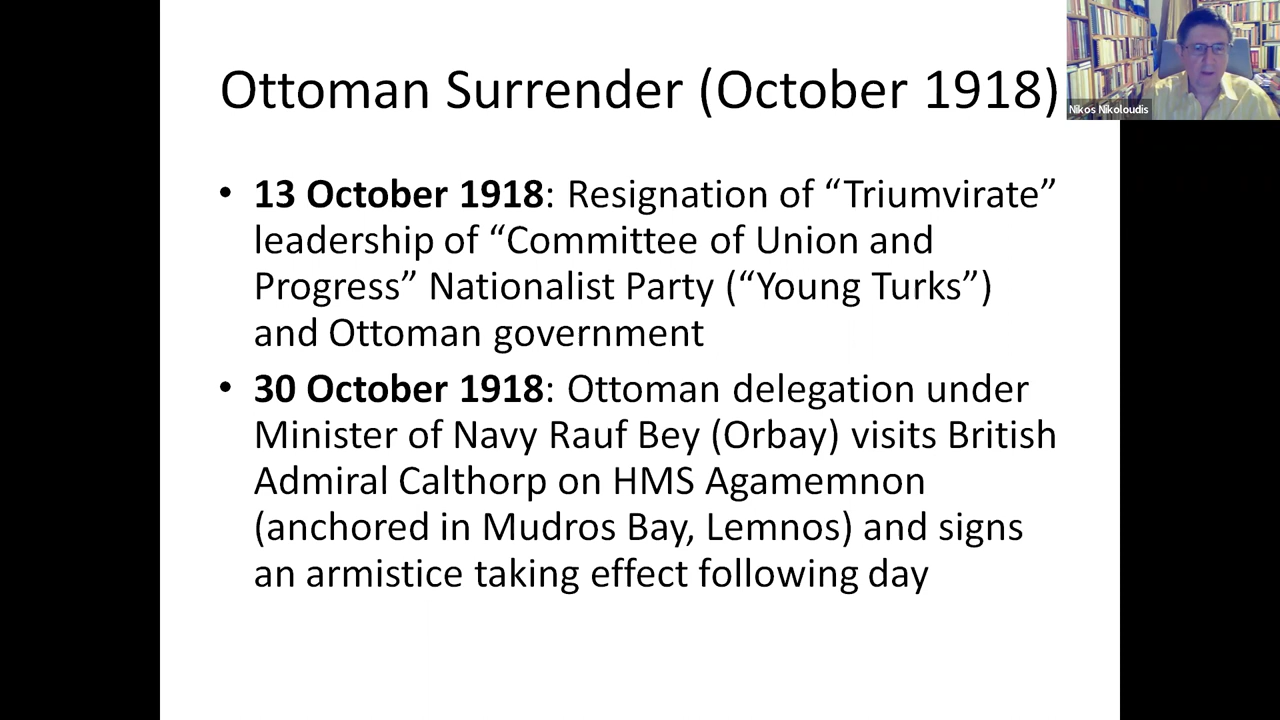 Ottoman Surrender (October 1918)
Nikos Nikoloudis
• 13 October 1918: Resignation of “Triumvirate”
leadership of “Committee of Union and
Progress” Nationalist Party (“Young Turks”)
and Ottoman government
• 30 October 1918: Ottoman delegation under
Minister of Navy Rauf Bey (Orbay) visits British
Admiral Calthorp on HMS Agamemnon
(anchored in Mudros Bay, Lemnos) and signs
an armistice taking effect following day